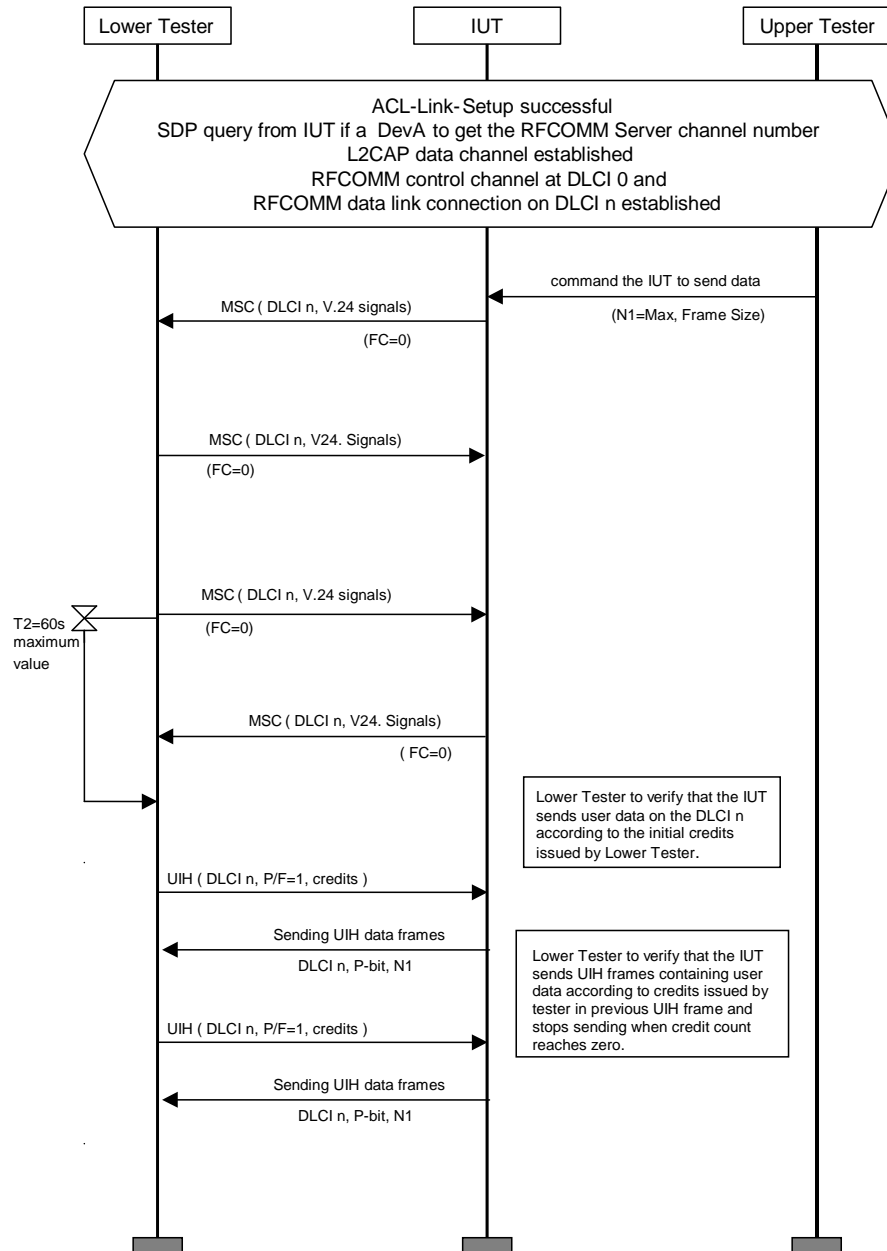 Lower Tester
IUT
Upper Tester
ACL-Link-Setup successful
SDP query from IUT if a DevA to get the RFCOMM Server channel number
L2CAP data channel established
RFCOMM control channel at DLCI 0 and
RFCOMM data link connection on DLCI n established
command the IUT to send data
(N1=Max, Frame Size)
MSC ( DLCI n, V.24 signals)
(FC=0)
MSC ( DLCI n, V24. Signals)
(FC=0)
MSC ( DLCI n, V.24 signals)
(FC=0)
T2=60s
maximum
value
MSC ( DLCI n, V24. Signals)
( FC=0)
Lower Tester to verify that the IUT
sends user data on the DLCI n
according to the initial credits
issued by Lower Tester.
UIH ( DLCI n, P/F=1, credits )
Sending UIH data frames
DLCI n, P-bit, N1
Lower Tester to verify that the IUT
sends UIH frames containing user
data according to credits issued by
tester in previous UIH frame and
stops sending when credit count
reaches zero.
UIH ( DLCI n, P/F=1, credits )
Sending UIH data frames
DLCI n, P-bit, N1